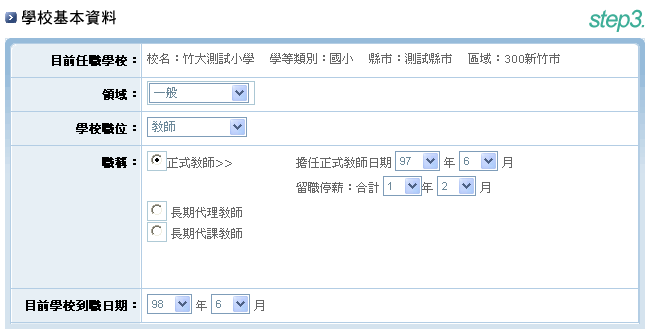 學校基本資料 step3.
目前任職學校： 校名：竹大測試小學 學等類別：國小 縣市：測試縣市 區域：300新竹市
領域： 一般
學校職位： 教師
職稱： 正式教師>> 擔任正式教師日期 97 年 6 月
留職停薪：合計 1 年 2 月
長期代理教師
長期代課教師
目前學校到職日期： 98 年 6 月